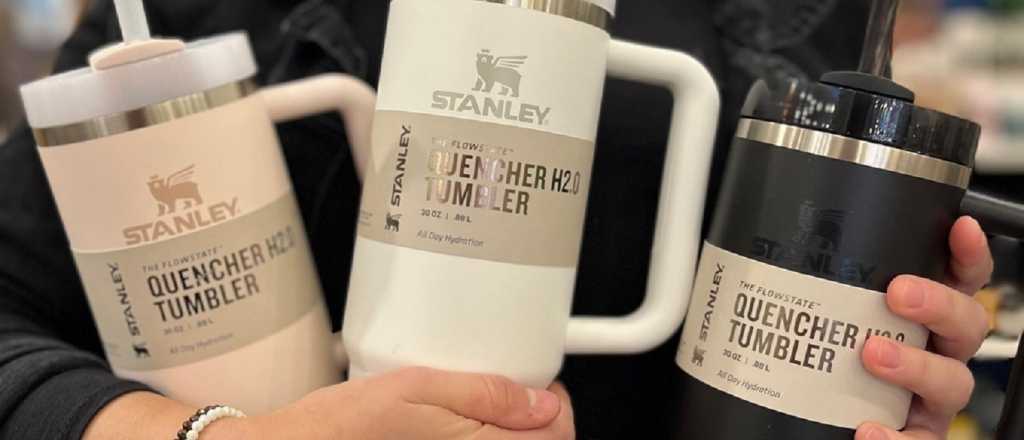 STANLEY
STANLEY
THE FLOWSTATE™
QUENCHER H2.0
TUMBLER
30 OZ | .88 L
All Day Hydration
STANLEY
STANLEY
THE FLOWSTATE™
QUENCHER H2.0
TUMBLER
30 OZ | .88 L
All Day Hydration
STANLEY
STANLEY
THE FLOWSTATE™
QUENCHER H2.0
TUMBLER
30 OZ | .88 L
All Day Hydration